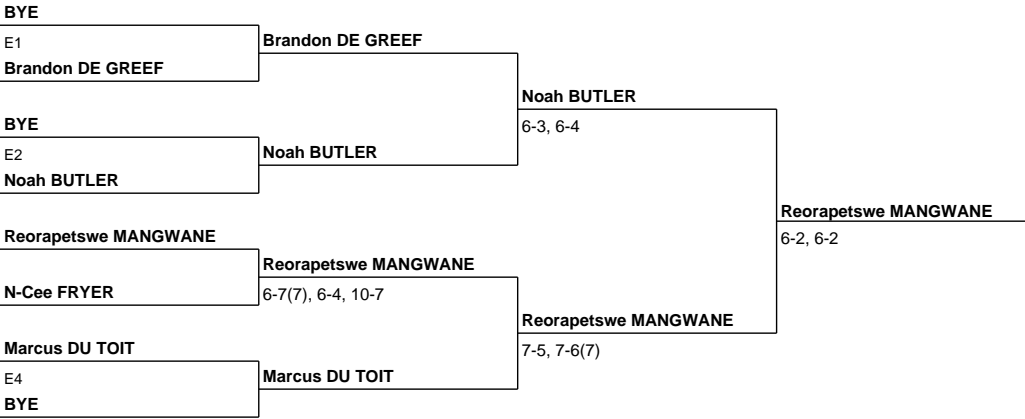 BYE
E1
Brandon DE GREEF
BYE
E2
Noah BUTLER
Reorapetswe MANGWANE
N-Cee FRYER
Marcus DU TOIT
E4
BYE
Brandon DE GREEF
Noah BUTLER
Reorapetswe MANGWANE
6-7(7), 6-4, 10-7
Marcus DU TOIT
Noah BUTLER
6-3, 6-4
Reorapetswe MANGWANE
7-5, 7-6(7)
Reorapetswe MANGWANE
6-2, 6-2